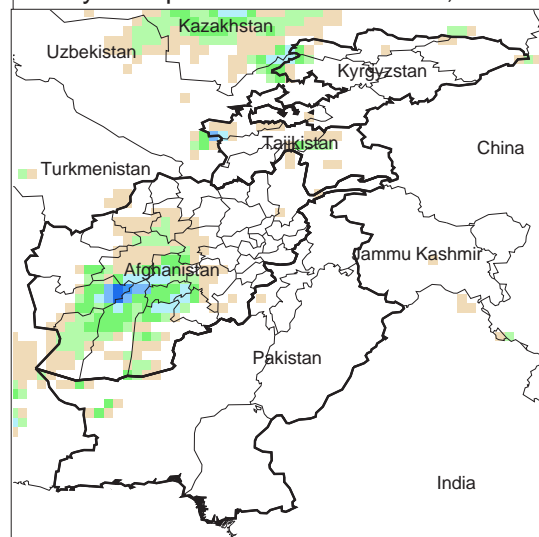 Kazakhstan
Uzbekistan
Kyrgyzstan
Tajikistan
China
Turkmenistan
Jammu Kashmir
Afghanistan
Pakistan
India